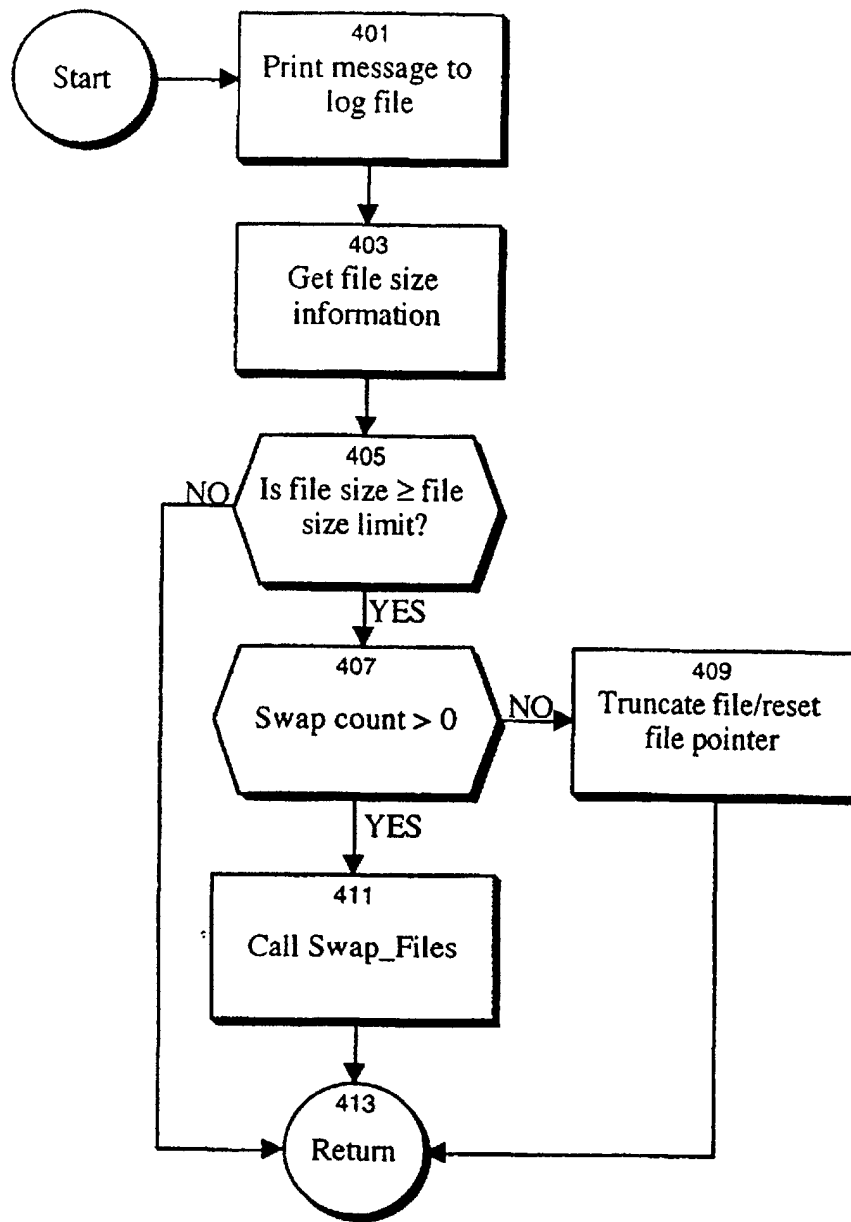 Start
401
Print message to
log file
403
Get file size
information
405
Is file size ≥ file
size limit?
NO
YES
407
Swap count > 0
NO
409
Truncate file/reset
file pointer
YES
411
Call Swap_Files
413
Return